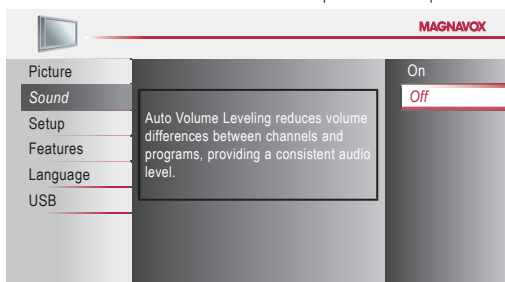 MAGNAVOX
Picture
Sound
Setup
Features
Language
USB
Auto Volume Leveling reduces volume
differences between channels and
programs, providing a consistent audio
level.
On
Off